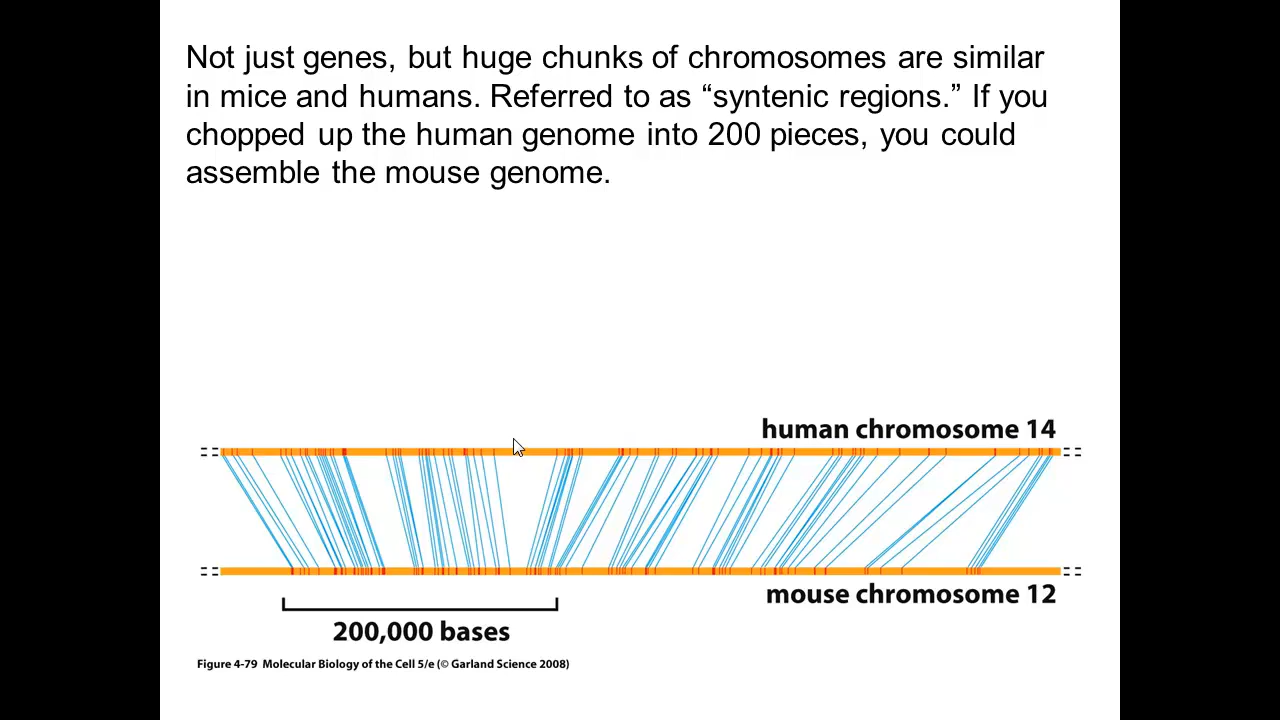 Not just genes, but huge chunks of chromosomes are similar
in mice and humans. Referred to as “syntenic regions.” If you
chopped up the human genome into 200 pieces, you could
assemble the mouse genome.
human chromosome 14
mouse chromosome 12
200,000 bases
Figure 4-79 Molecular Biology of the Cell 5/e (© Garland Science 2008)